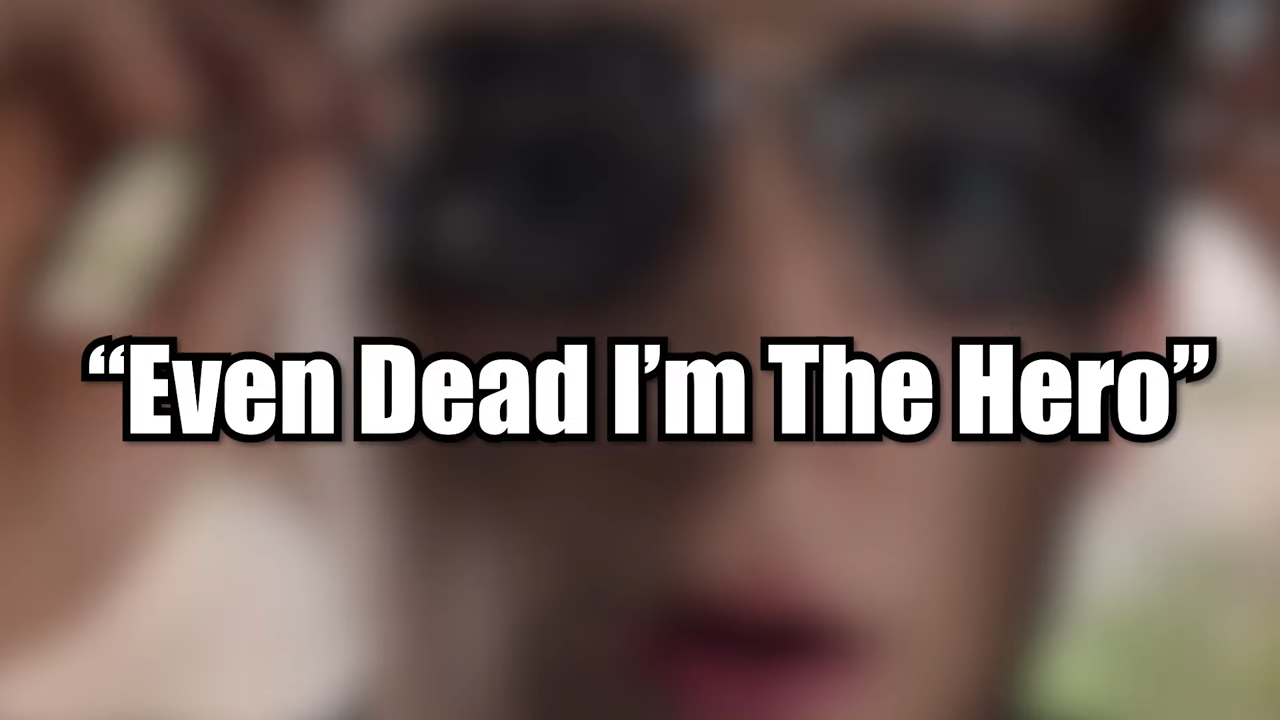 “Even Dead I’m The Hero”